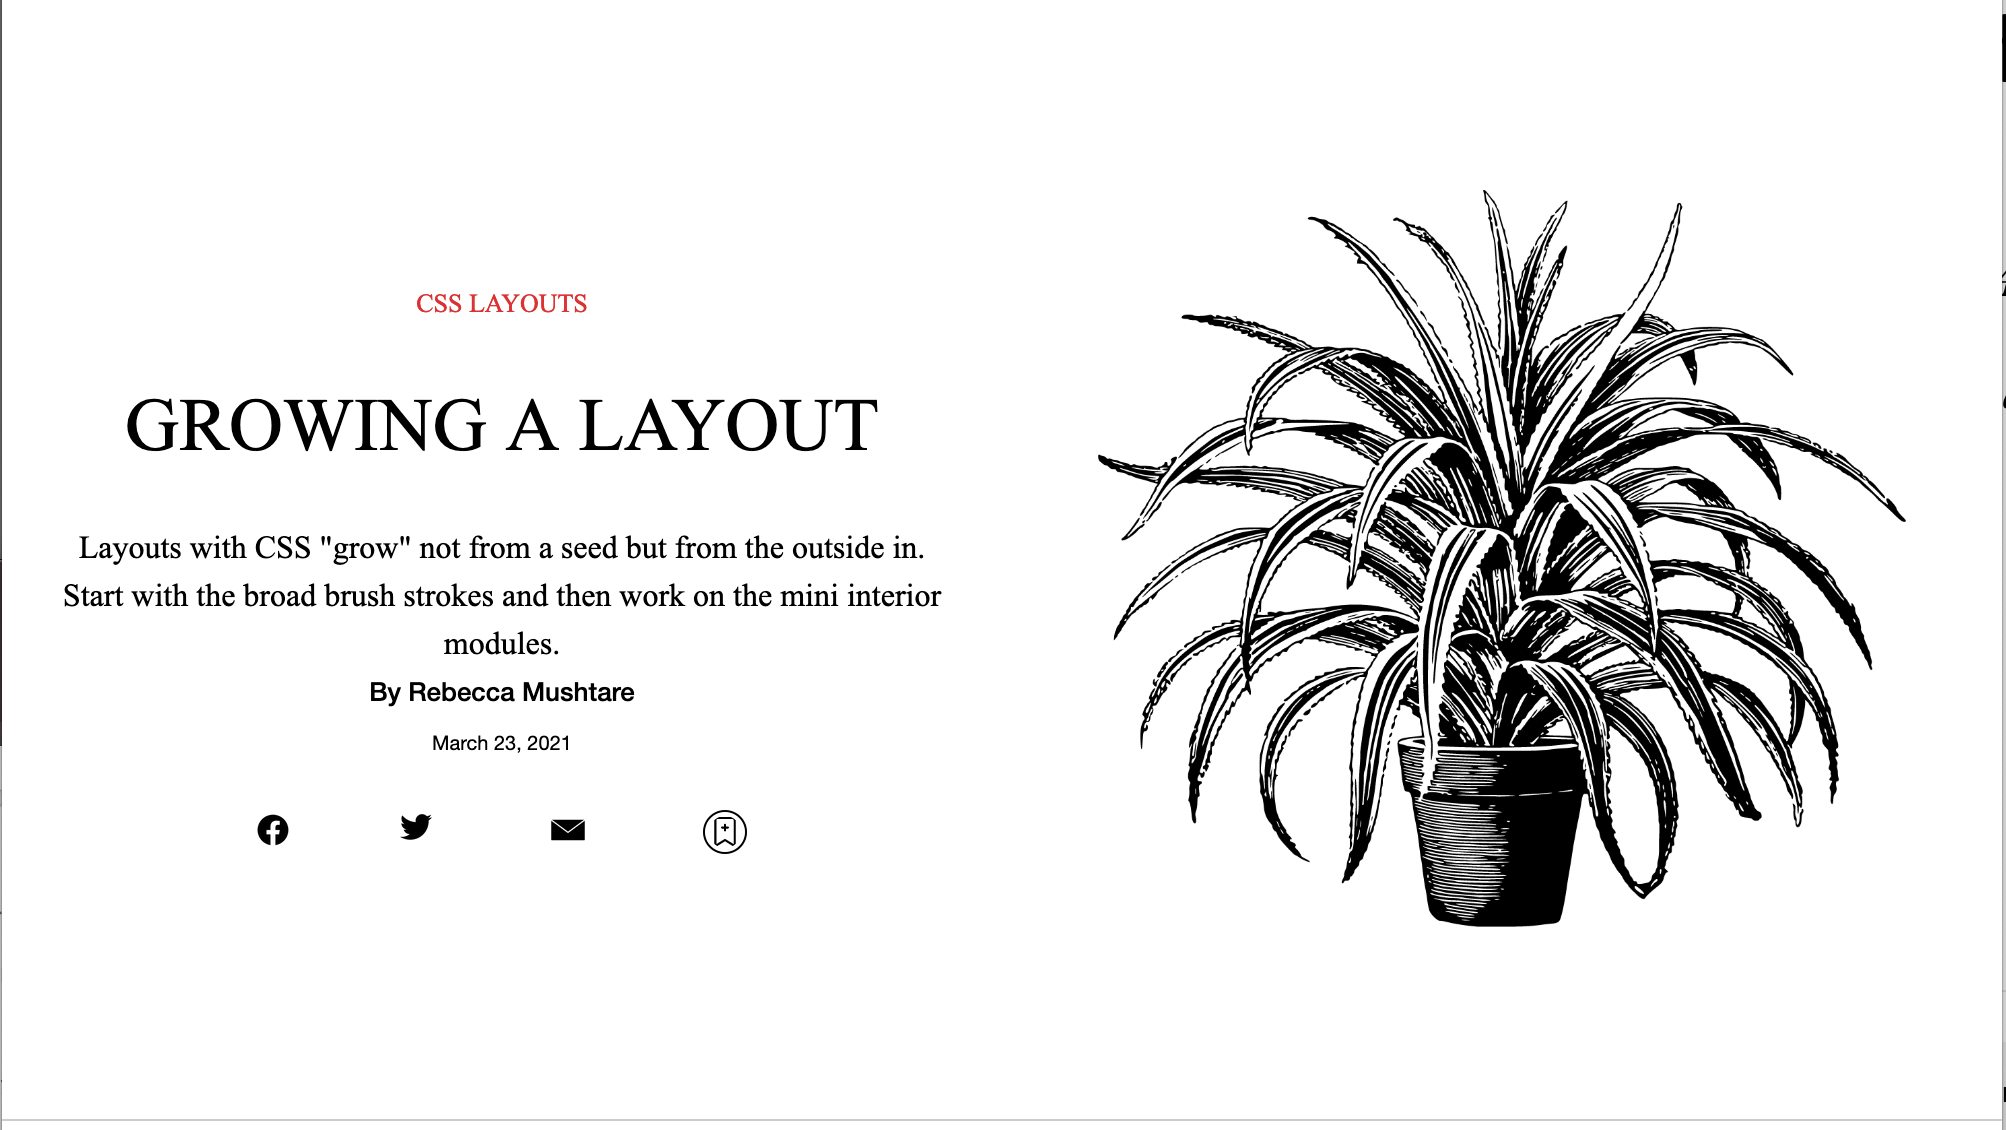 CSS LAYOUTS
GROWING A LAYOUT
Layouts with CSS "grow" not from a seed but from the outside in.
Start with the broad brush strokes and then work on the mini interior
modules.
By Rebecca Mushtare
March 23, 2021